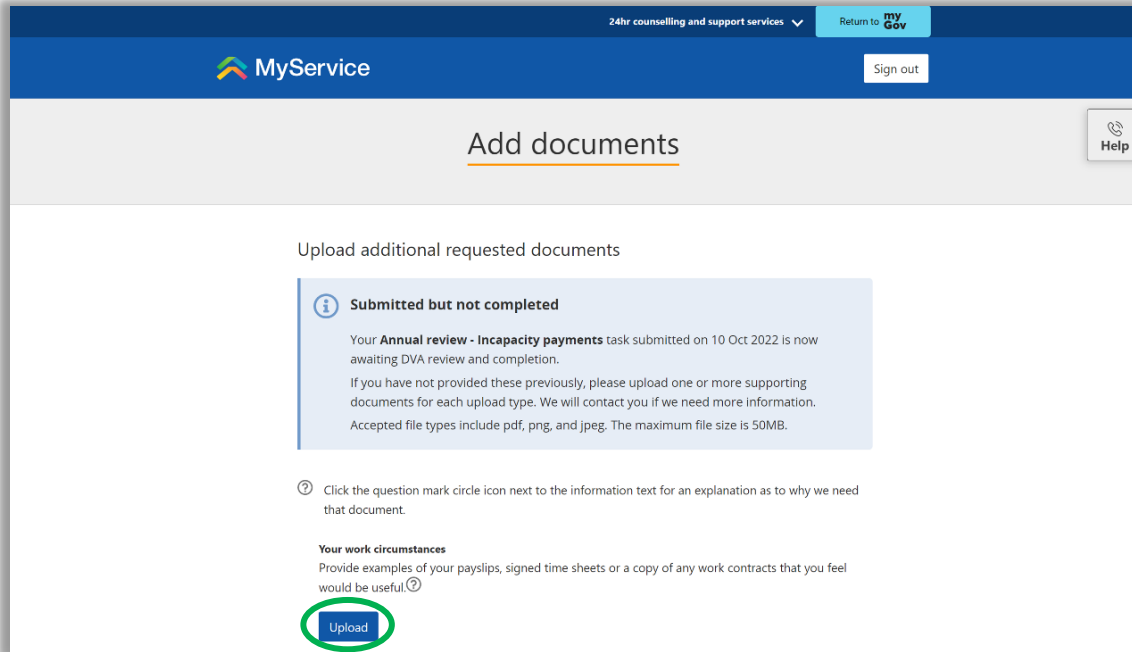 24hr counselling and support services
Return to my Gov
MyService
Sign out
Add documents
Help
Upload additional requested documents
Submitted but not completed
Your Annual review - Incapacity payments task submitted on 10 Oct 2022 is now
awaiting DVA review and completion.
If you have not provided these previously, please upload one or more supporting
documents for each upload type. We will contact you if we need more information.
Accepted file types include pdf, png, and jpeg. The maximum file size is 50MB.
? Click the question mark circle icon next to the information text for an explanation as to why we need
that document.
Your work circumstances
Provide examples of your payslips, signed time sheets or a copy of any work contracts that you feel
would be useful. ?
Upload